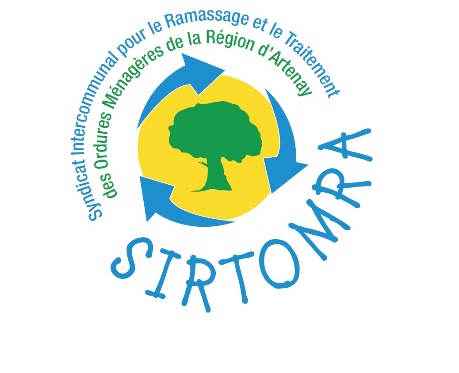 Syndicat Intercommunal pour le Ramassage et le Traitement
des Ordures Ménagères de la Région d'Artenay
SIRTOMRA